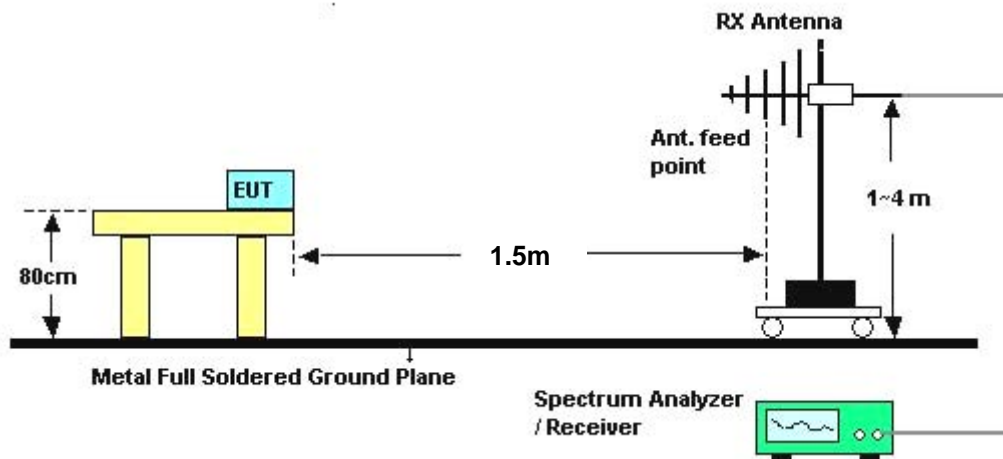 RX Antenna
Ant. feed
point
EUT
1~4 m
1.5m
80cm
Metal Full Soldered Ground Plane
Spectrum Analyzer
/ Receiver